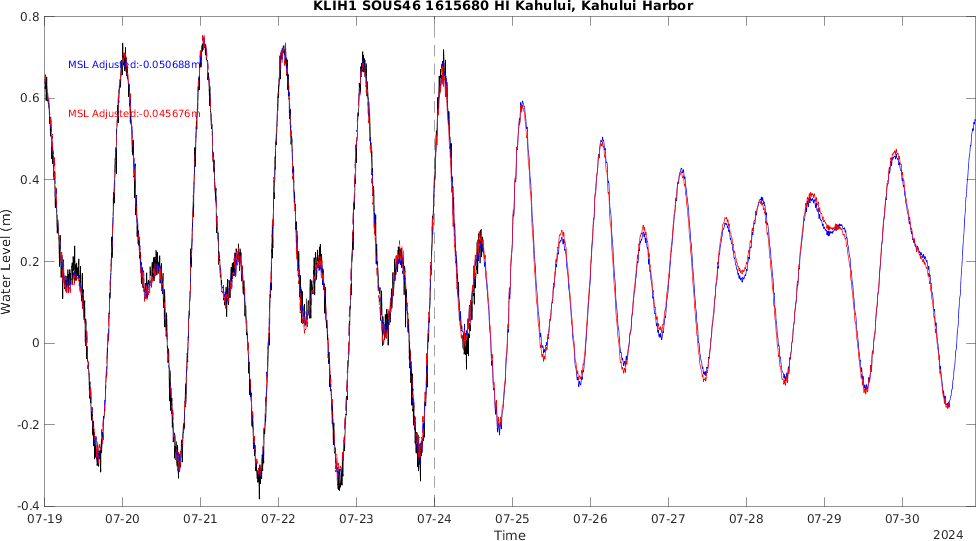 KLIH1 SOUS46 1615680 HI Kahului, Kahului Harbor
0.8
0.6
0.4
0.2
0
-0.2
-0.4
Water Level (m)
MSL Adjusted:-0.050688m
MSL Adjusted:-0.045676m
07-19 07-20 07-21 07-22 07-23 07-24 07-25 07-26 07-27 07-28 07-29 07-30
Time
2024